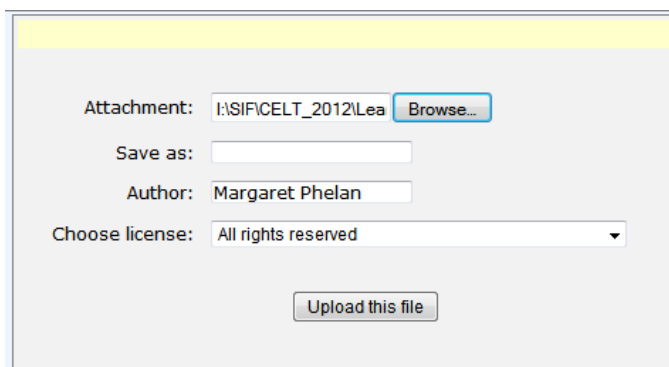 Attachment: I:\SIF\CELT_2012\Lea Browse...
Save as:
Author: Margaret Phelan
Choose license: All rights reserved
Upload this file